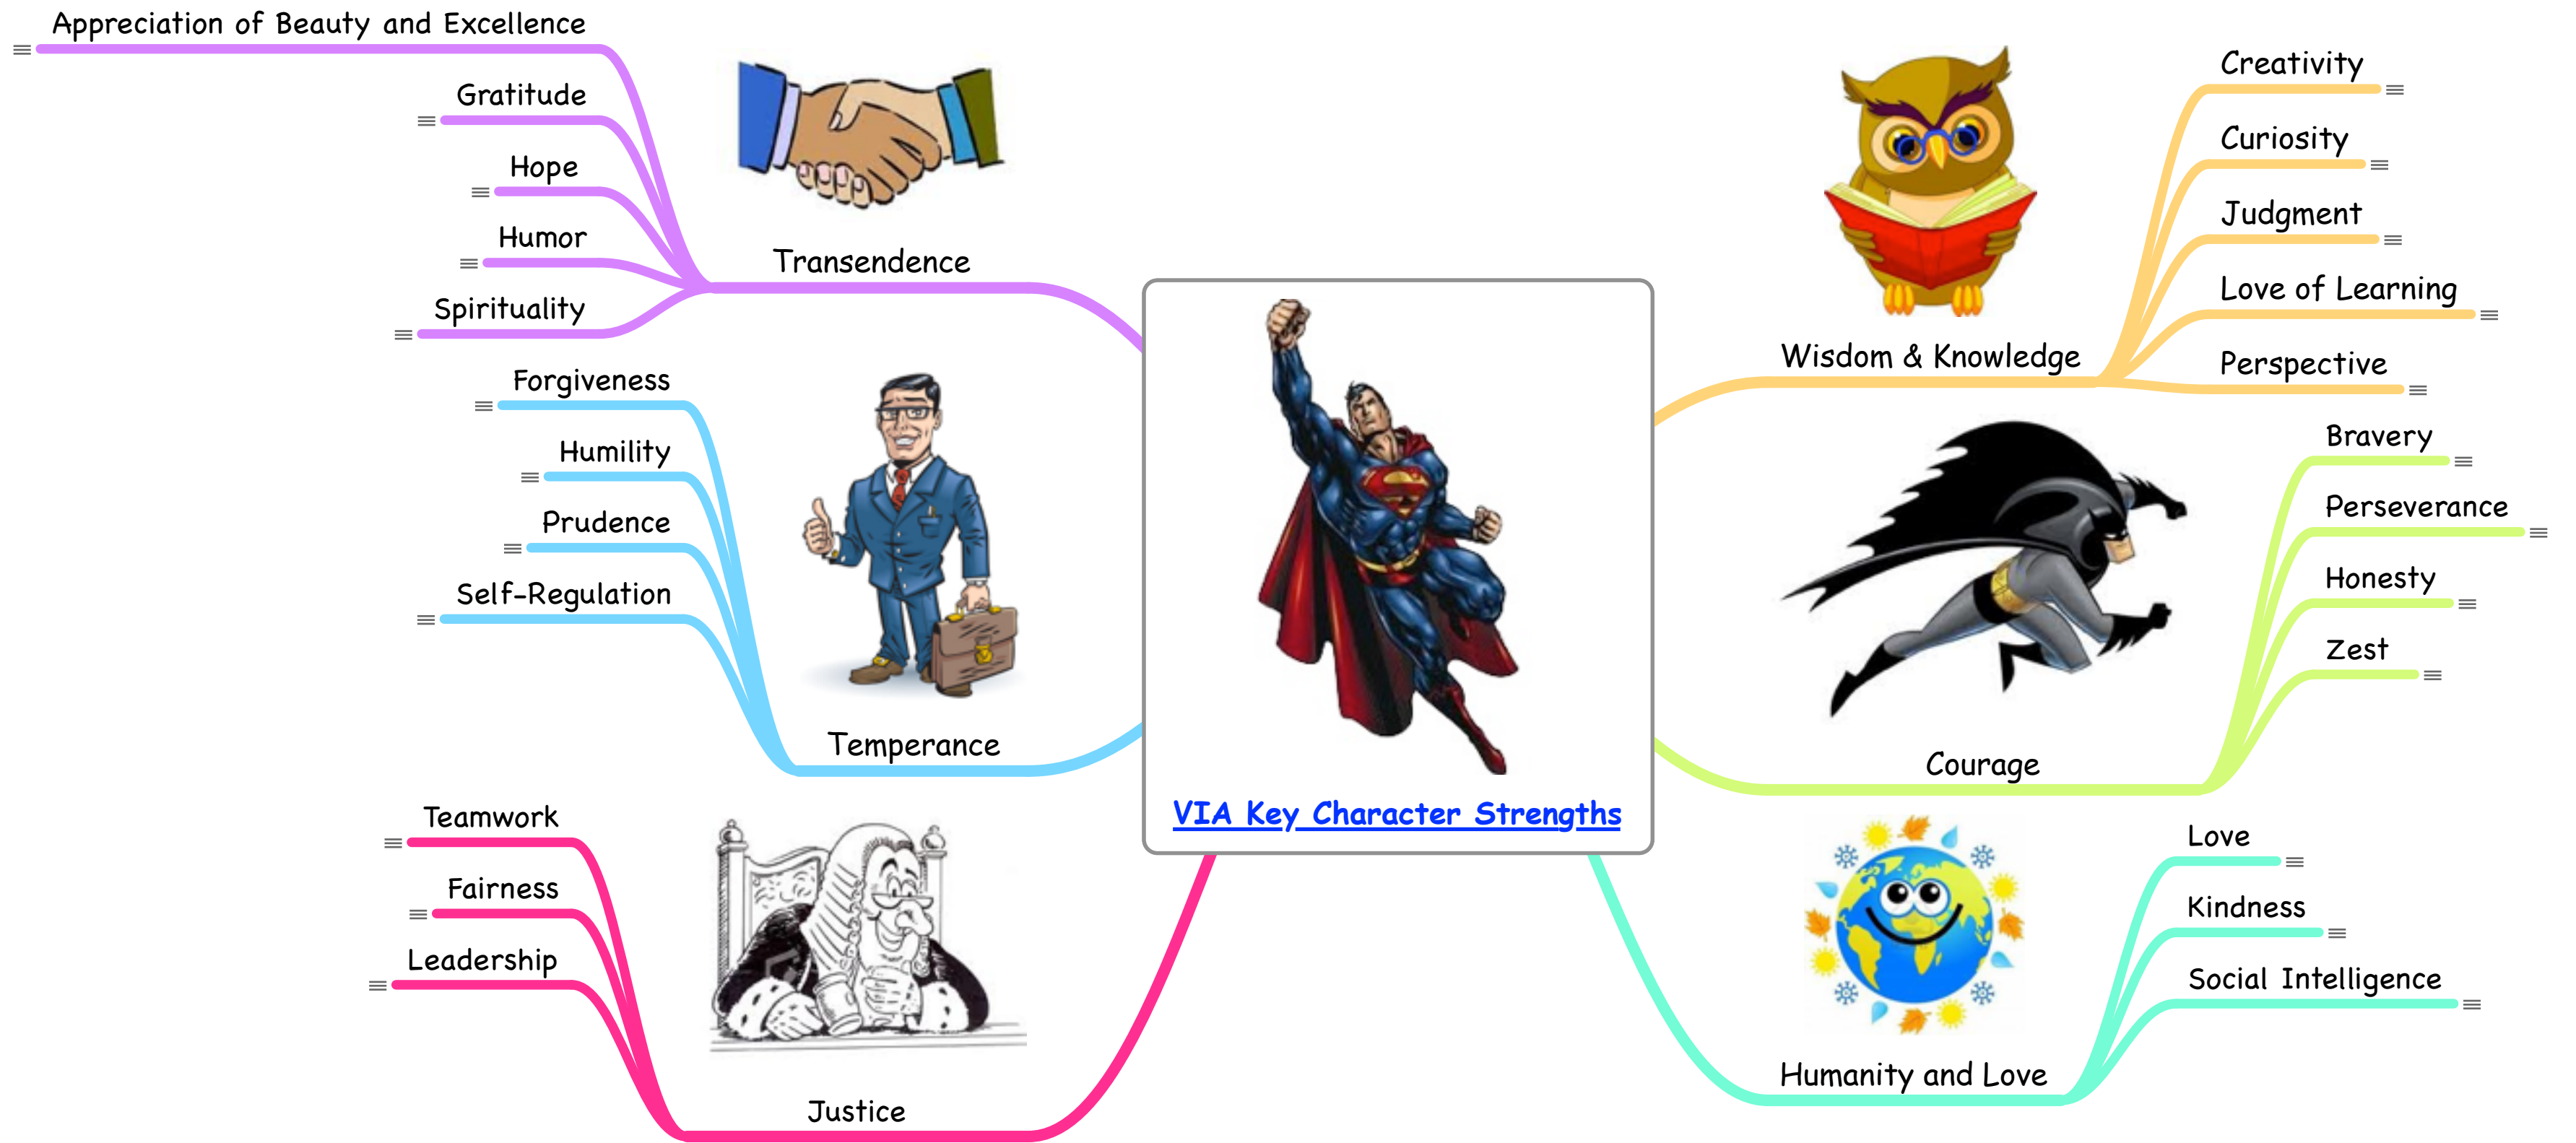 Appreciation of Beauty and Excellence
Gratitude
Hope
Humor
Spirituality
Transendence
Forgiveness
Humility
Prudence
Self-Regulation
Temperance
Teamwork
Fairness
Leadership
Justice
VIA Key Character Strengths
Creativity
Curiosity
Judgment
Love of Learning
Perspective
Wisdom & Knowledge
Bravery
Perseverance
Honesty
Zest
Courage
Love
Kindness
Social Intelligence
Humanity and Love